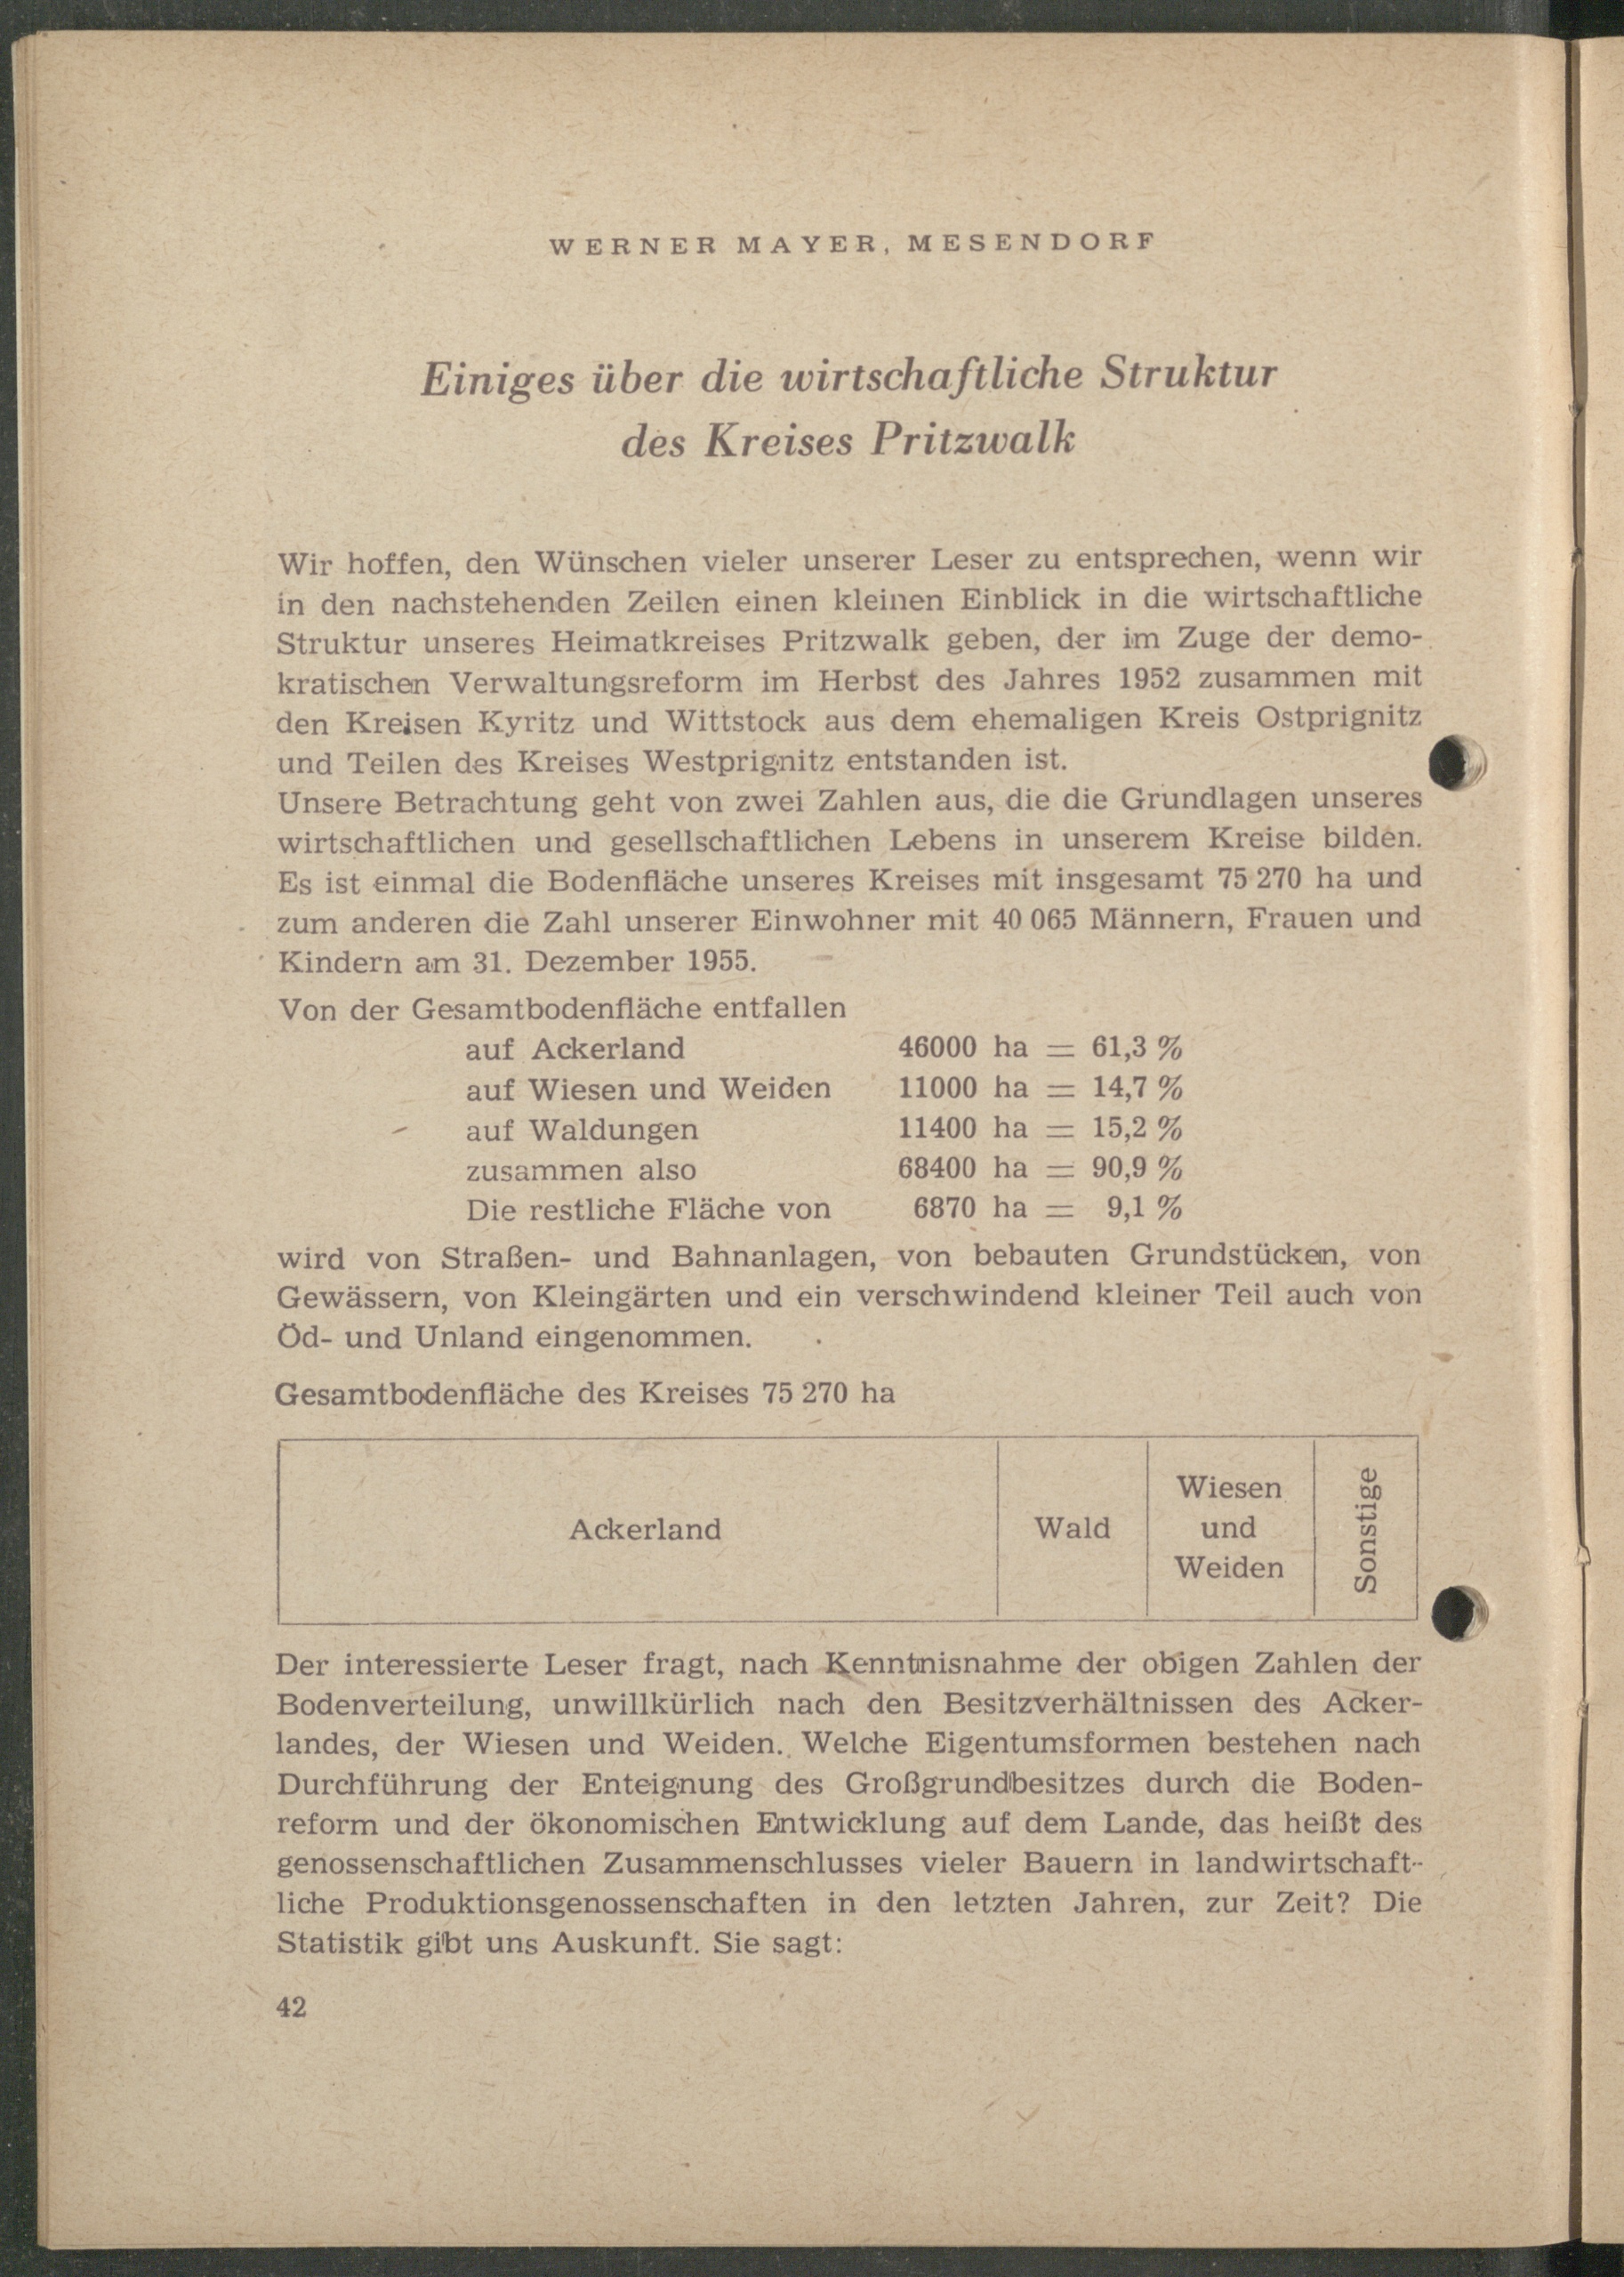 WERNER MAYER, MESENDORF
Einiges über die wirtschaftliche Struktur
des Kreises Pritzwalk
Wir hoffen, den Wünschen vieler unserer Leser zu entsprechen, wenn wir
in den nachstehenden Zeilen einen kleinen Einblick in die wirtschaftliche
Struktur unseres Heimatkreises Pritzwalk geben, der im Zuge der demo-
kratischen Verwaltungsreform im Herbst des Jahres 1952 zusammen mit
den Kreisen Kyritz und Wittstock aus dem ehemaligen Kreis Ostprignitz
und Teilen des Kreises Westprignitz entstanden ist.
Unsere Betrachtung geht von zwei Zahlen aus, die die Grundlagen unseres
wirtschaftlichen und gesellschaftlichen Lebens in unserem Kreise bilden.
Es ist einmal die Bodenfläche unseres Kreises mit insgesamt 75 270 ha und
zum anderen die Zahl unserer Einwohner mit 40 065 Männern, Frauen und
Kindern am 31. Dezember 1955.
Von der Gesamtbodenfläche entfallen
auf Ackerland 46000 ha = 61,3 %
auf Wiesen und Weiden 11000 ha = 14,7 %
auf Waldungen 11400 ha = 15,2 %
zusammen also 68400 ha = 90,9 %
Die restliche Fläche von 6870 ha = 9,1 %
wird von Straßen- und Bahnanlagen, von bebauten Grundstücken, von
Gewässern, von Kleingärten und ein verschwindend kleiner Teil auch von
Öd- und Unland eingenommen.
Gesamtbodenfläche des Kreises 75 270 ha
Ackerland
Wald
Wiesen
und
Weiden
Sonstige
Der interessierte Leser fragt, nach Kenntnisnahme der obigen Zahlen der
Bodenverteilung, unwillkürlich nach den Besitzverhältnissen des Acker-
landes, der Wiesen und Weiden. Welche Eigentumsformen bestehen nach
Durchführung der Enteignung des Großgrundbesitzes durch die Boden-
reform und der ökonomischen Entwicklung auf dem Lande, das heißt des
genossenschaftlichen Zusammenschlusses vieler Bauern in landwirtschaft-
liche Produktionsgenossenschaften in den letzten Jahren, zur Zeit? Die
Statistik gibt uns Auskunft. Sie sagt:
42